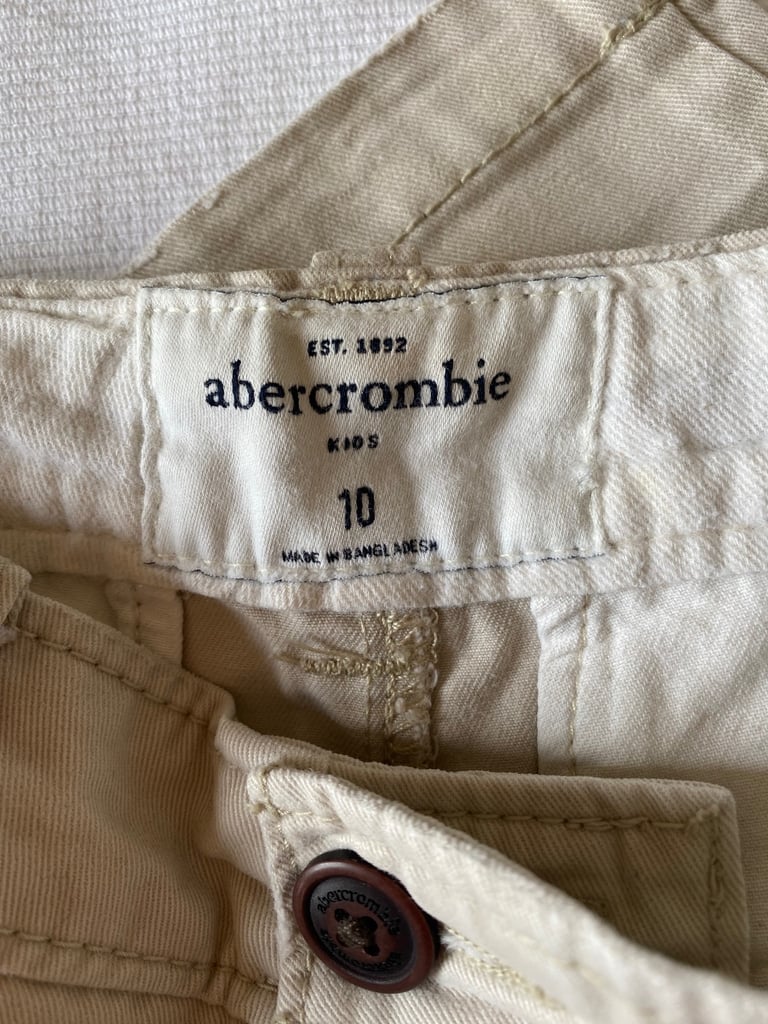 EST. 1892
abercrombie
KIDS
10
MADE IN BANGLADESH
abercrombie